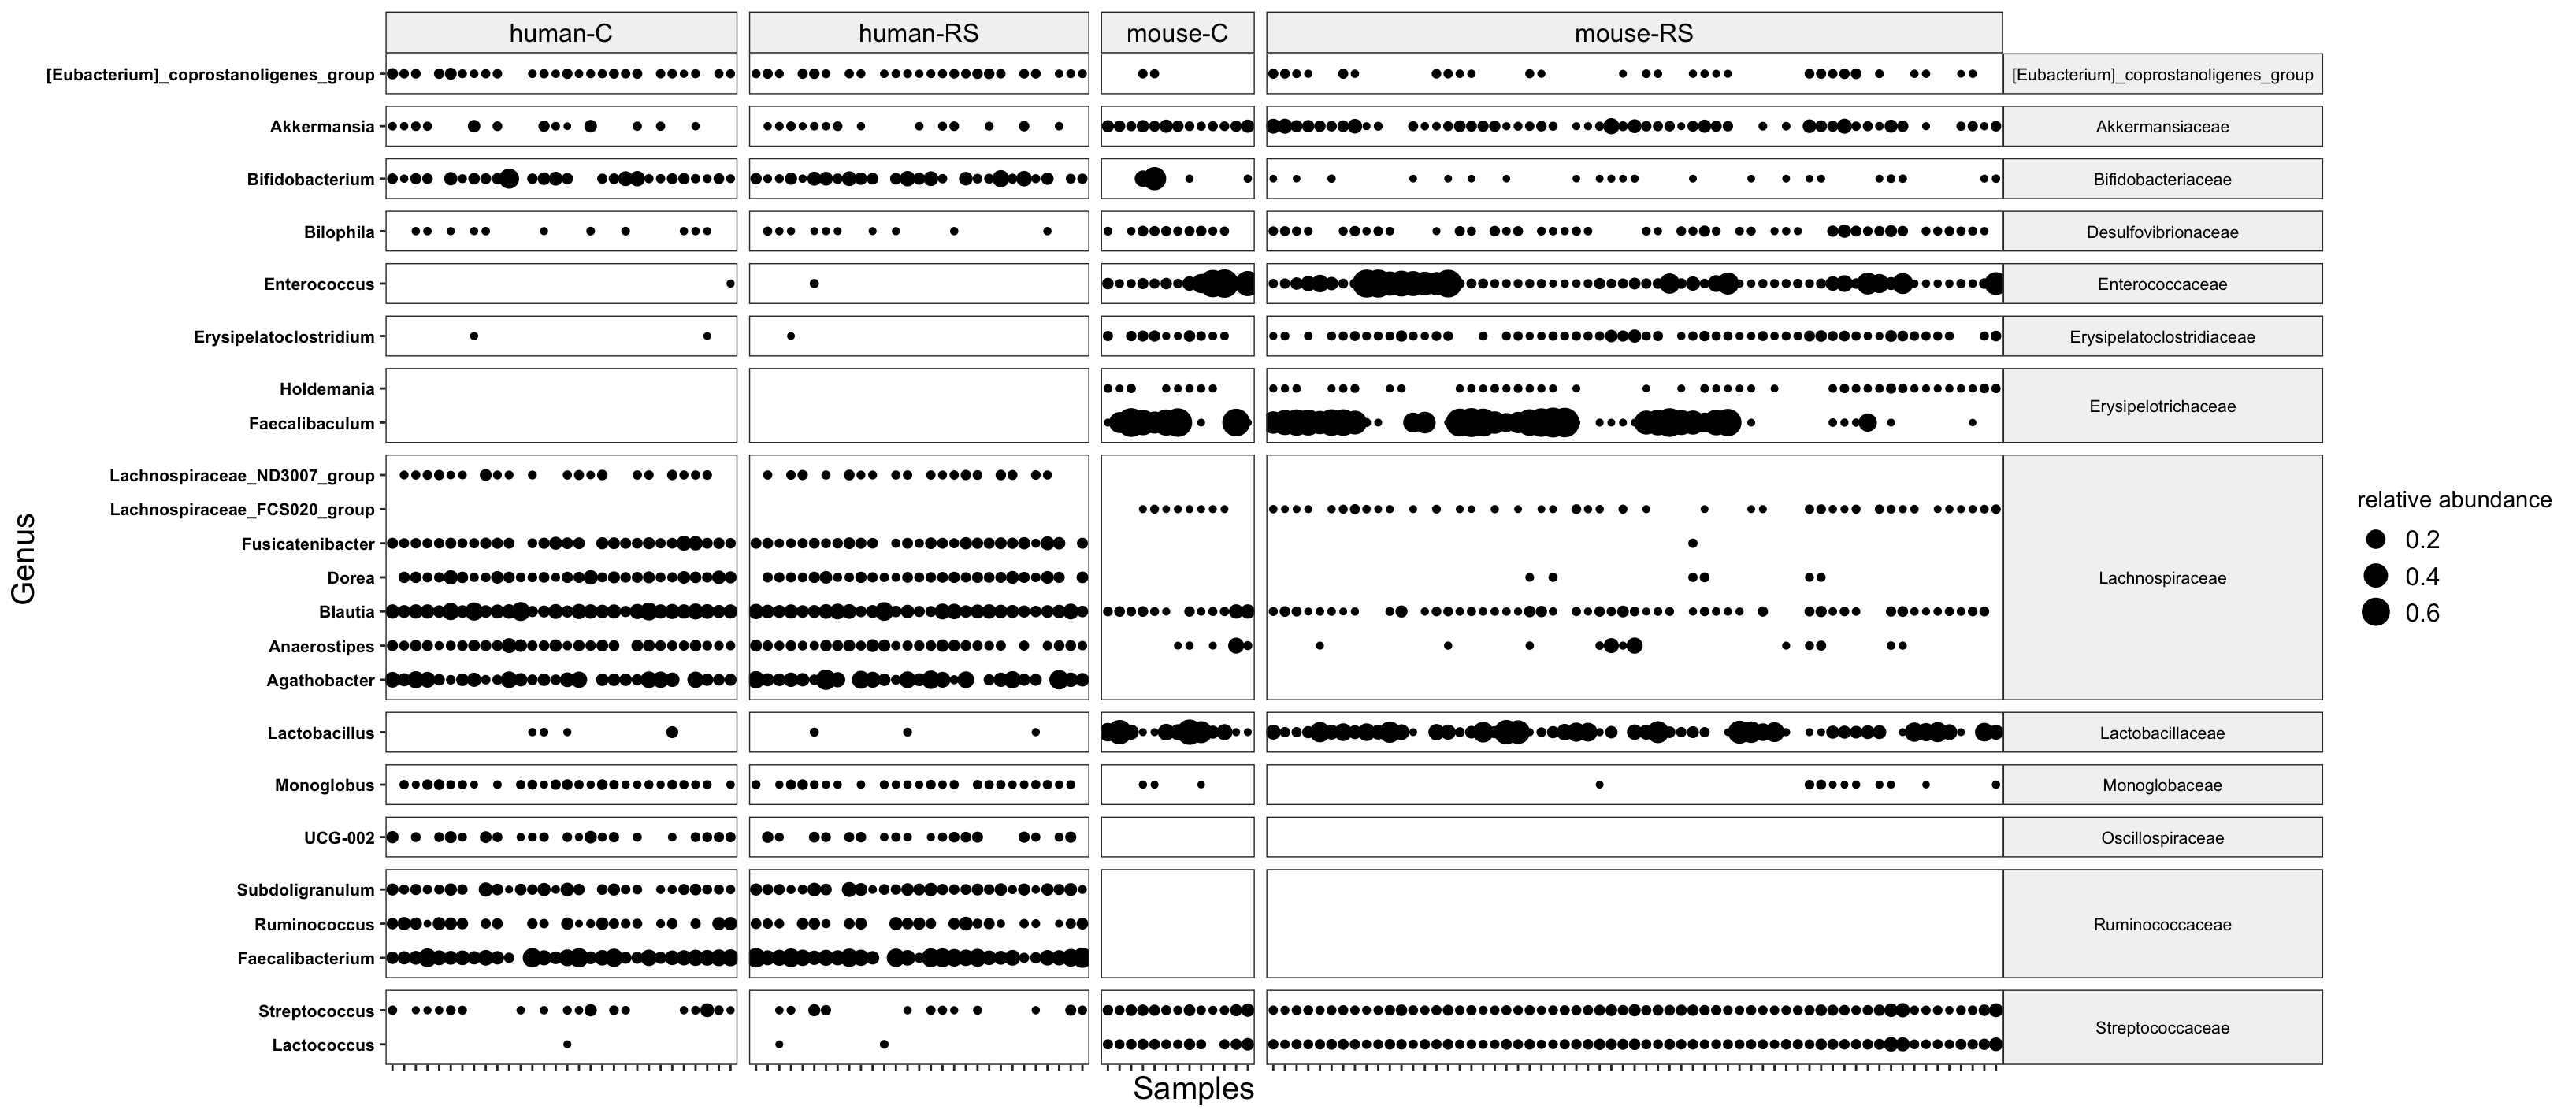 human-C
human-RS
mouse-C
mouse-RS
[Eubacterium]_coprostanoligenes_group
[Eubacterium]_coprostanoligenes_group
Akkermansia
Akkermansiaceae
Bifidobacterium
Bifidobacteriaceae
Bilophila
Desulfovibrionaceae
Enterococcus
Enterococcaceae
Erysipelatoclostridium
Erysipelatoclostridiaceae
Holdemania
Faecalibaculum
Erysipelotrichaceae
Lachnospiraceae_ND3007_group
Lachnospiraceae_FCS020_group
Fusicatenibacter
Dorea
Blautia
Anaerostipes
Agathobacter
Lachnospiraceae
Lactobacillus
Lactobacillaceae
Monoglobus
Monoglobaceae
UCG-002
Oscillospiraceae
Subdoligranulum
Ruminococcus
Faecalibacterium
Ruminococcaceae
Streptococcus
Lactococcus
Streptococcaceae
Genus
Samples
relative abundance
0.2
0.4
0.6